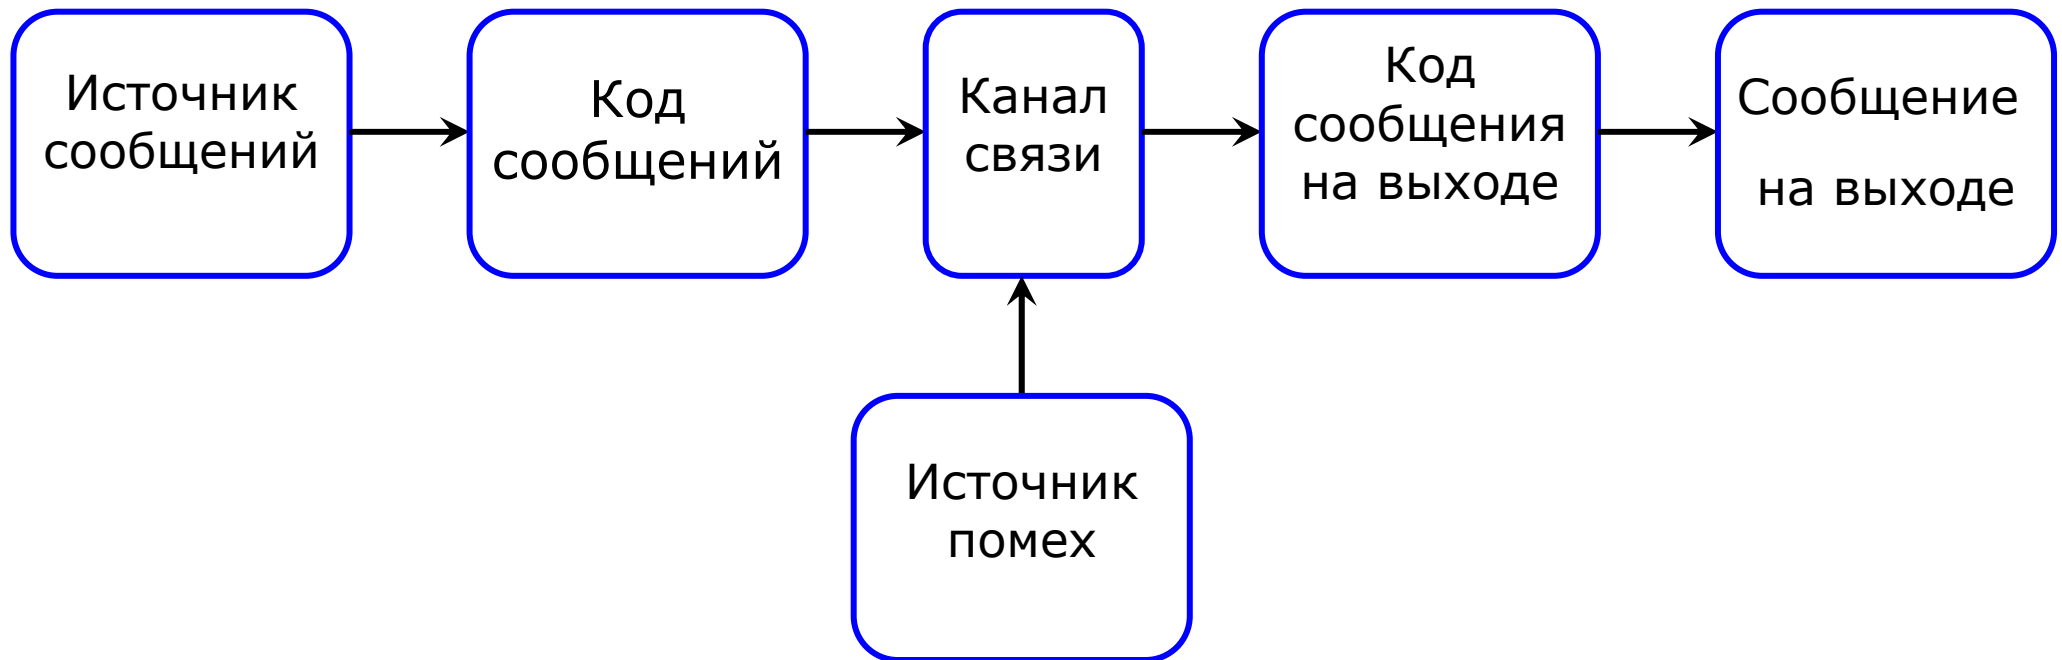 Источник
сообщений
Код
сообщений
Канал
связи
Код
сообщения
на выходе
Сообщение
на выходе
Источник
помех